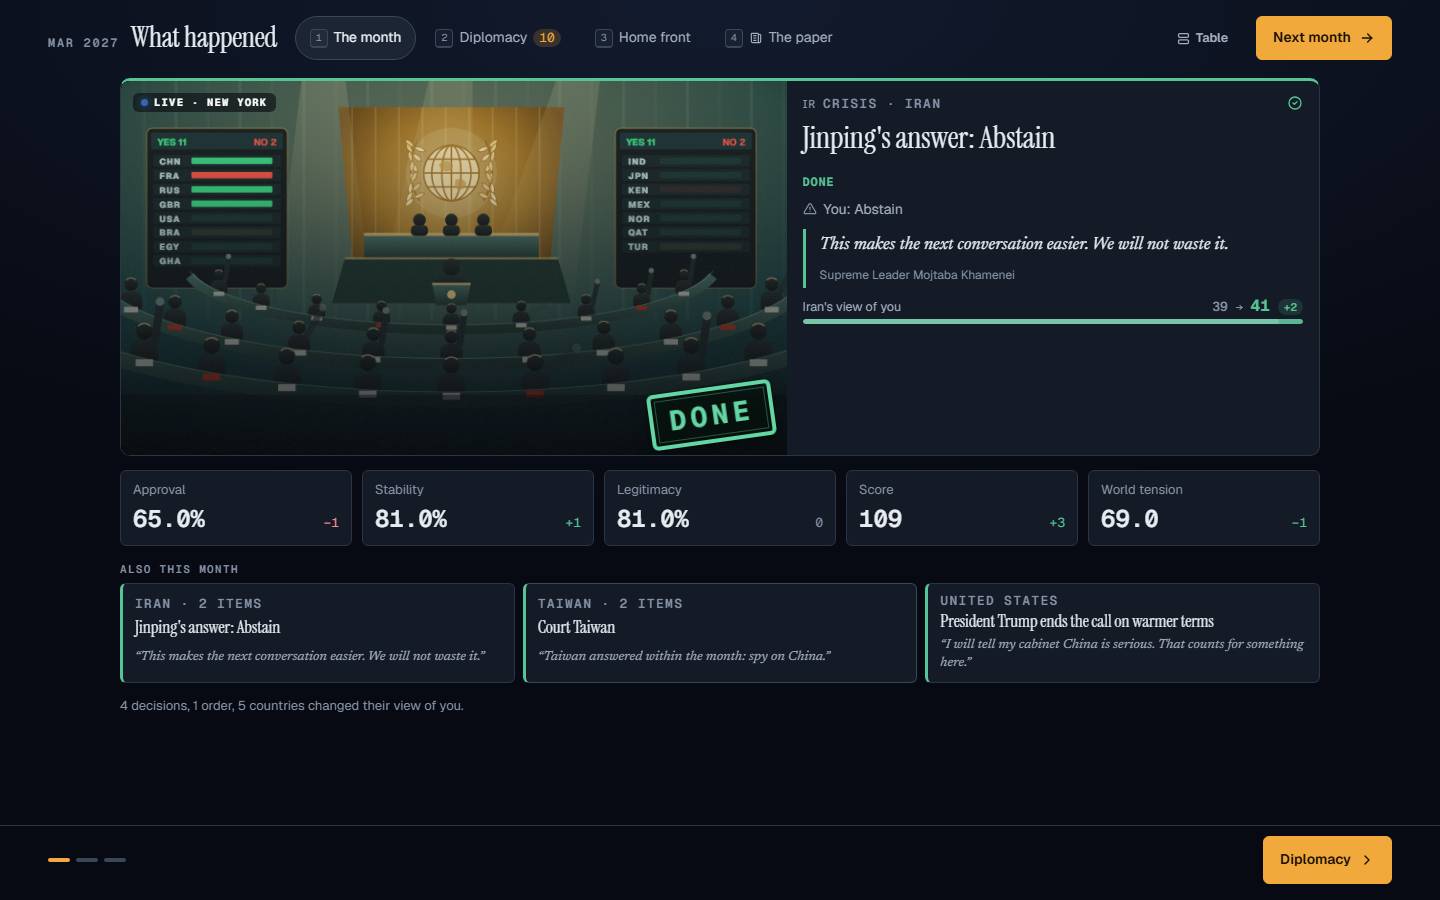 MAR 2027 What happened
1 The month
2 Diplomacy 10
3 Home front
4 The paper
Table
Next month →
LIVE · NEW YORK
YES 11 NO 2
CHN
FRA
RUS
GBR
USA
BRA
EGY
GHA
YES 11 NO 2
IND
JPN
KEN
MEX
NOR
QAT
TUR
DONE
IR CRISIS · IRAN
Jinping's answer: Abstain
DONE
You: Abstain
This makes the next conversation easier. We will not waste it.
Supreme Leader Mojtaba Khamenei
Iran's view of you 39 → 41 +2
Approval
65.0% −1
Stability
81.0% +1
Legitimacy
81.0% 0
Score
109 +3
World tension
69.0 −1
ALSO THIS MONTH
IRAN · 2 ITEMS
Jinping's answer: Abstain
“This makes the next conversation easier. We will not waste it.”
TAIWAN · 2 ITEMS
Court Taiwan
“Taiwan answered within the month: spy on China.”
UNITED STATES
President Trump ends the call on warmer terms
“I will tell my cabinet China is serious. That counts for something
here.”
4 decisions, 1 order, 5 countries changed their view of you.
Diplomacy